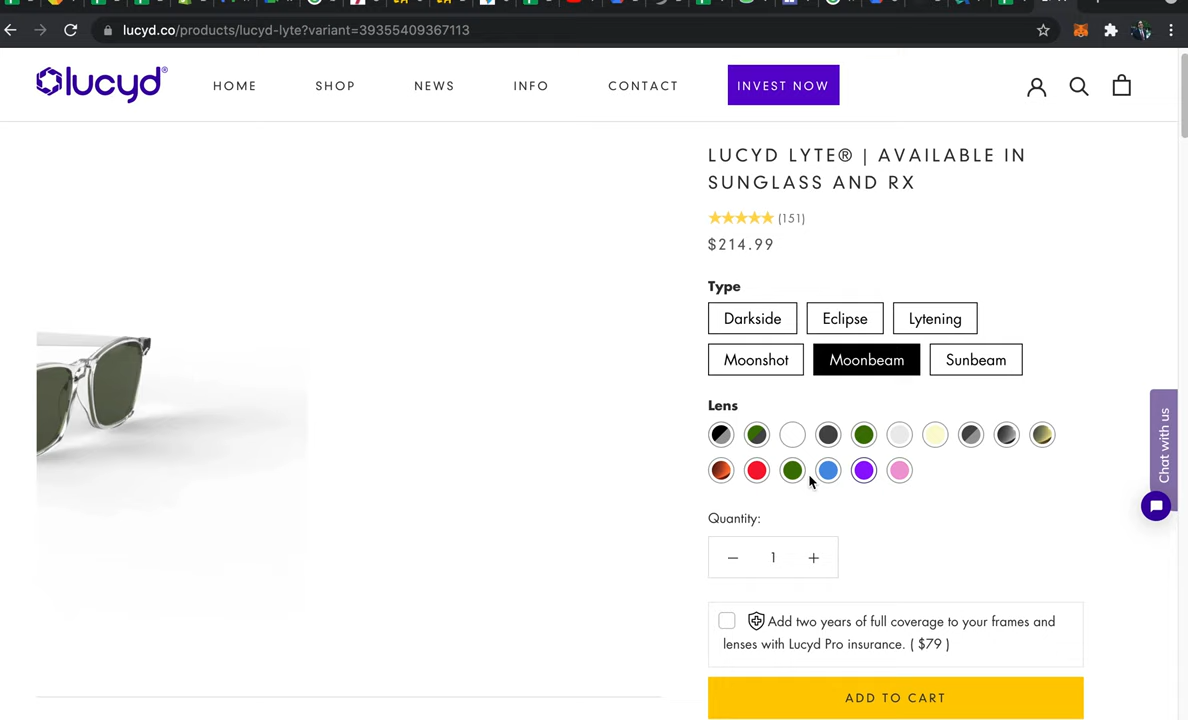 lucyd.co/products/lucyd-lyte?variant=39355409367113
lucyd®
HOME
SHOP
NEWS
INFO
CONTACT
INVEST NOW
LUCYD LYTE® | AVAILABLE IN
SUNGLASS AND RX
★★★★★ (151)
$214.99
Type
Darkside
Eclipse
Lytening
Moonshot
Moonbeam
Sunbeam
Lens
Quantity:
− 1 +
Add two years of full coverage to your frames and
lenses with Lucyd Pro insurance. ( $79 )
ADD TO CART
Chat with us